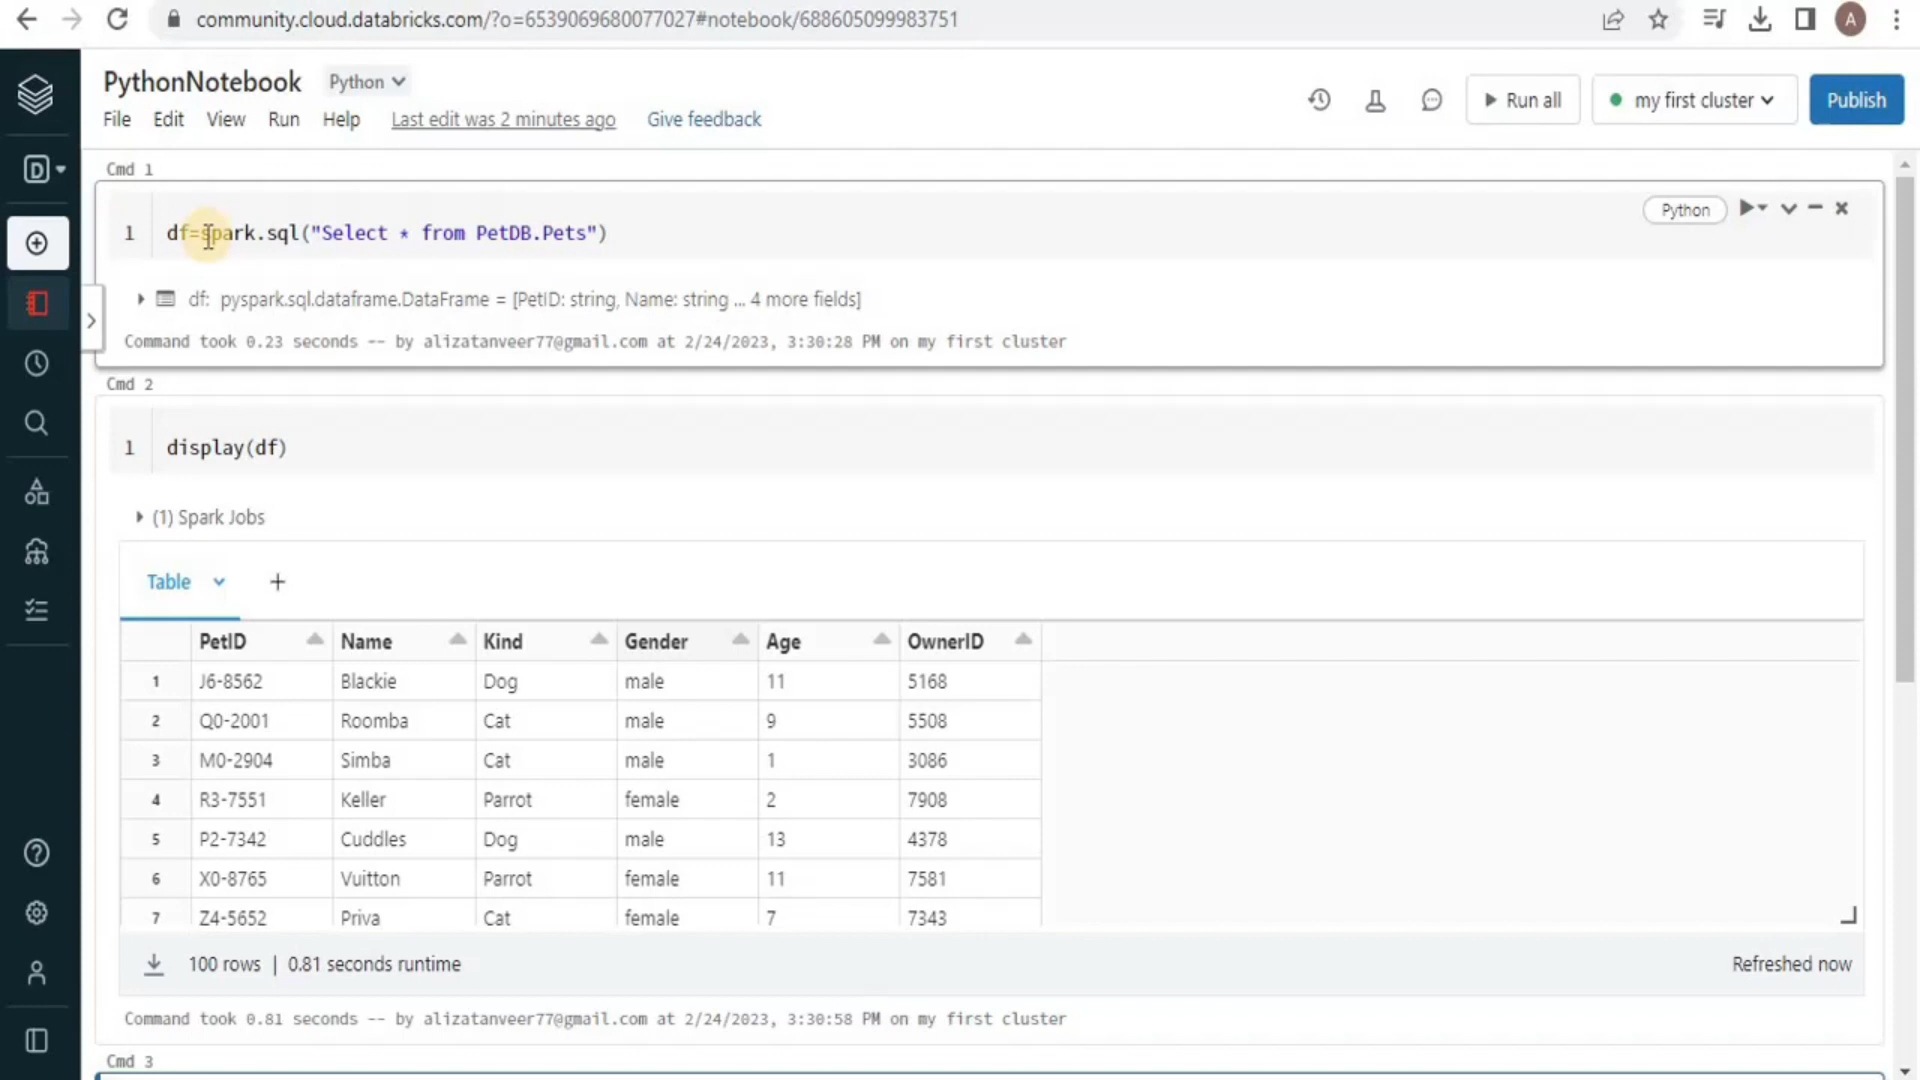 community.cloud.databricks.com/?o=6539069680077027#notebook/688605099983751
A
PythonNotebook Python
File Edit View Run Help Last edit was 2 minutes ago Give feedback
Run all
my first cluster
Publish
D
Cmd 1
Python
1 df=spark.sql("Select * from PetDB.Pets")
df: pyspark.sql.dataframe.DataFrame = [PetID: string, Name: string ... 4 more fields]
Command took 0.23 seconds -- by alizatanveer77@gmail.com at 2/24/2023, 3:30:28 PM on my first cluster
Cmd 2
1 display(df)
(1) Spark Jobs
Table +
PetID Name Kind Gender Age OwnerID
1 J6-8562 Blackie Dog male 11 5168
2 Q0-2001 Roomba Cat male 9 5508
3 M0-2904 Simba Cat male 1 3086
4 R3-7551 Keller Parrot female 2 7908
5 P2-7342 Cuddles Dog male 13 4378
6 X0-8765 Vuitton Parrot female 11 7581
7 Z4-5652 Priva Cat female 7 7343
100 rows | 0.81 seconds runtime Refreshed now
Command took 0.81 seconds -- by alizatanveer77@gmail.com at 2/24/2023, 3:30:58 PM on my first cluster
Cmd 3